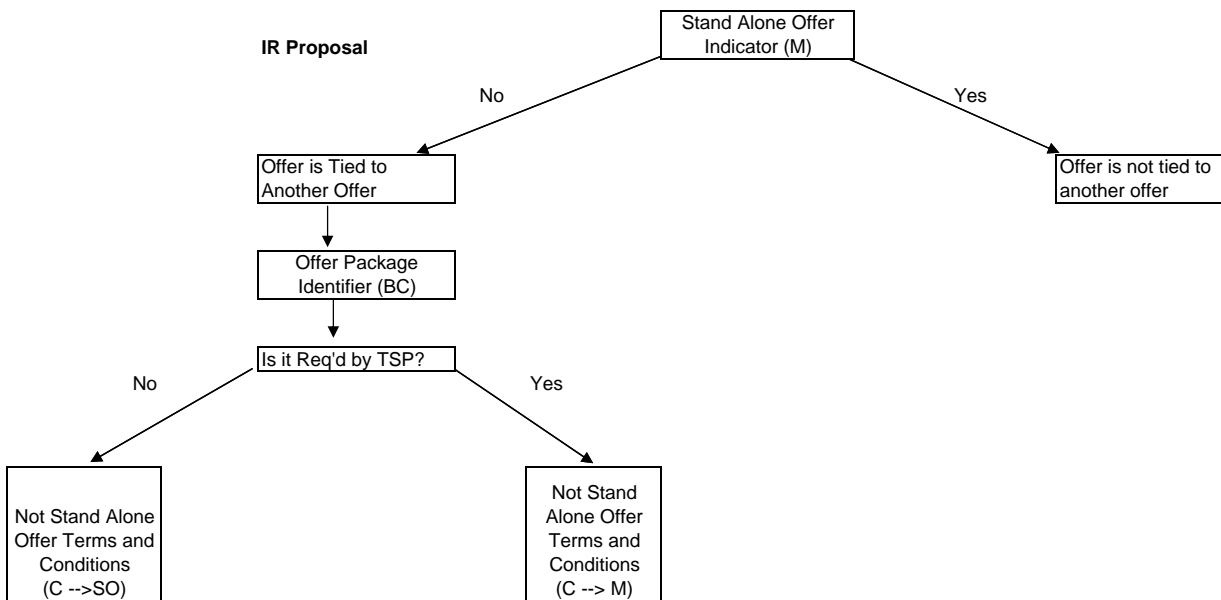 Stand Alone Offer
Indicator (M)
IR Proposal
No
Yes
Offer is Tied to
Another Offer
Offer is not tied to
another offer
Offer Package
Identifier (BC)
Is it Req'd by TSP?
No
Yes
Not Stand Alone
Offer Terms and
Conditions
(C -->SO)
Not Stand
Alone Offer
Terms and
Conditions
(C --> M)